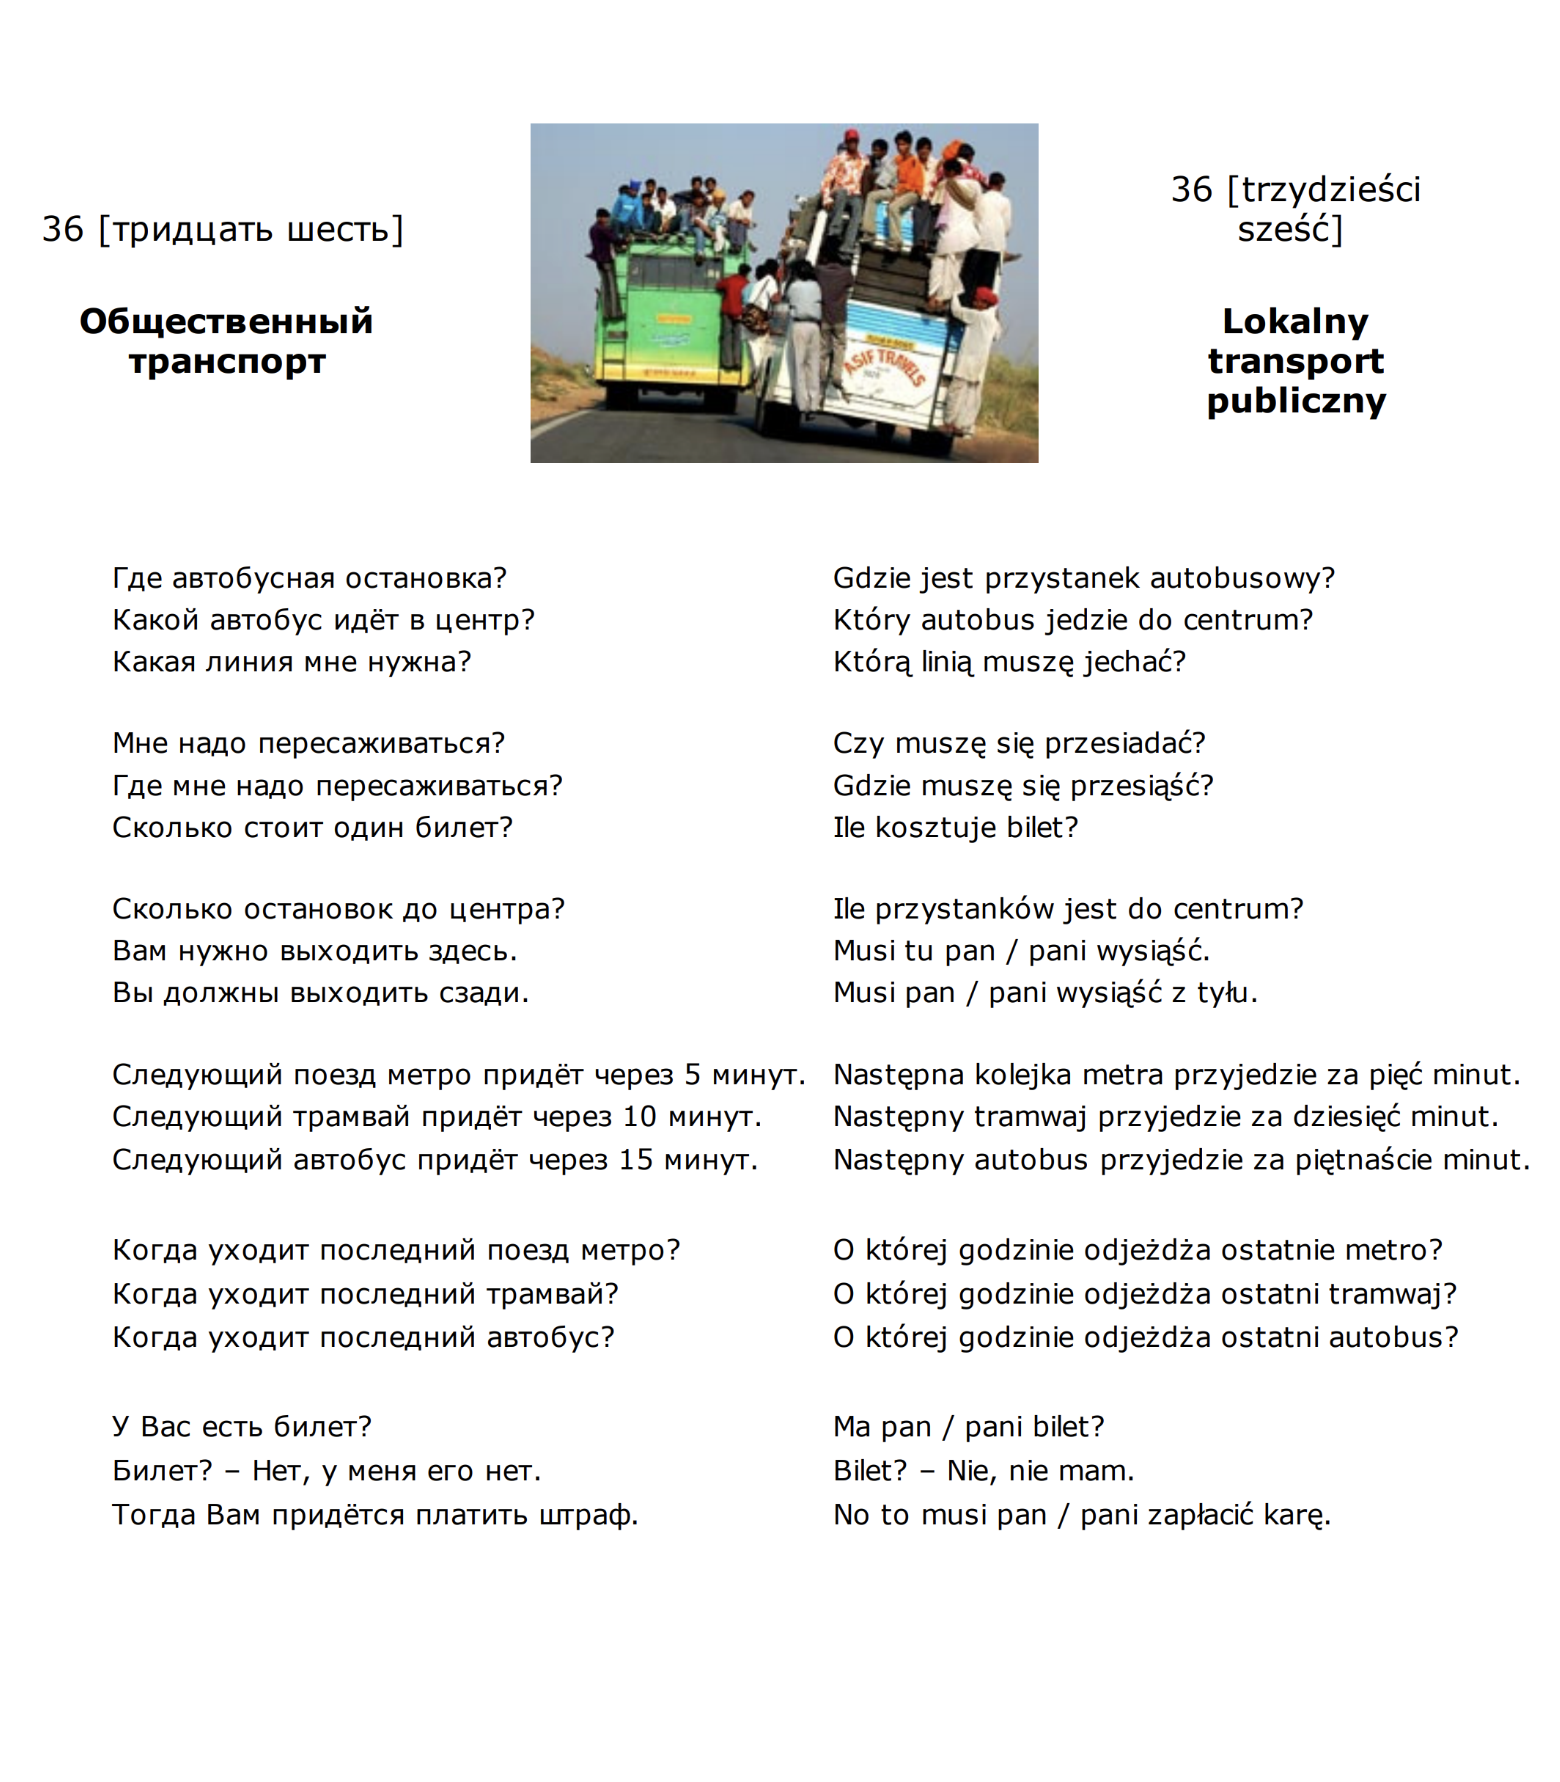 36 [тридцать шесть]
Общественный
транспорт
ASIF TRAVELS
36 [trzydzieści
sześć]
Lokalny
transport
publiczny
Где автобусная остановка?
Какой автобус идёт в центр?
Какая линия мне нужна?
Gdzie jest przystanek autobusowy?
Który autobus jedzie do centrum?
Którą linią muszę jechać?
Мне надо пересаживаться?
Где мне надо пересаживаться?
Сколько стоит один билет?
Czy muszę się przesiadać?
Gdzie muszę się przesiąść?
Ile kosztuje bilet?
Сколько остановок до центра?
Вам нужно выходить здесь.
Вы должны выходить сзади.
Ile przystanków jest do centrum?
Musi tu pan / pani wysiąść.
Musi pan / pani wysiąść z tyłu.
Следующий поезд метро придёт через 5 минут.
Следующий трамвай придёт через 10 минут.
Следующий автобус придёт через 15 минут.
Następna kolejka metra przyjedzie za pięć minut.
Następny tramwaj przyjedzie za dziesięć minut.
Następny autobus przyjedzie za piętnaście minut.
Когда уходит последний поезд метро?
Когда уходит последний трамвай?
Когда уходит последний автобус?
O której godzinie odjeżdża ostatnie metro?
O której godzinie odjeżdża ostatni tramwaj?
O której godzinie odjeżdża ostatni autobus?
У Вас есть билет?
Билет? – Нет, у меня его нет.
Тогда Вам придётся платить штраф.
Ma pan / pani bilet?
Bilet? – Nie, nie mam.
No to musi pan / pani zapłacić karę.